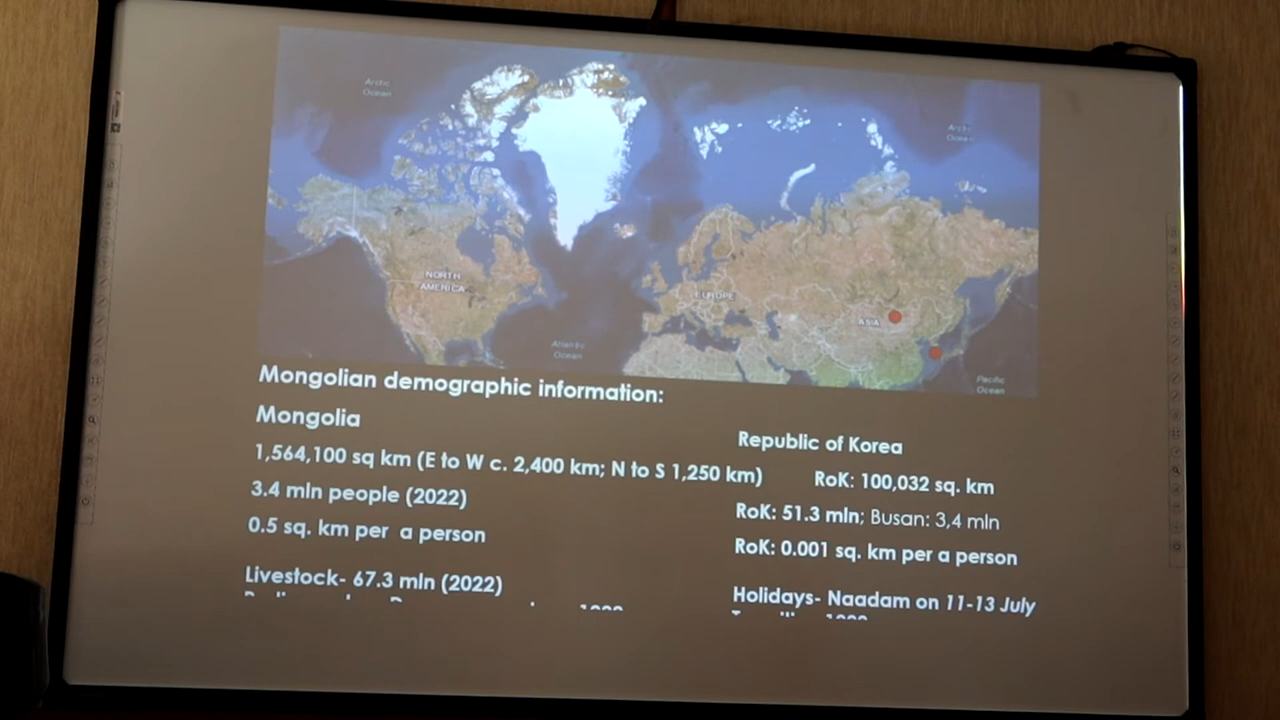 Arctic
Ocean
Arctic
Ocean
NORTH
AMERICA
EUROPE
ASIA
Atlantic
Ocean
Pacific
Ocean
Mongolian demographic information:
Mongolia
1,564,100 sq km (E to W c. 2,400 km; N to S 1,250 km)
3.4 mln people (2022)
0.5 sq. km per a person
Livestock- 67.3 mln (2022)
Republic of Korea
RoK: 100,032 sq. km
RoK: 51.3 mln; Busan: 3,4 mln
RoK: 0.001 sq. km per a person
Holidays- Naadam on 11-13 July